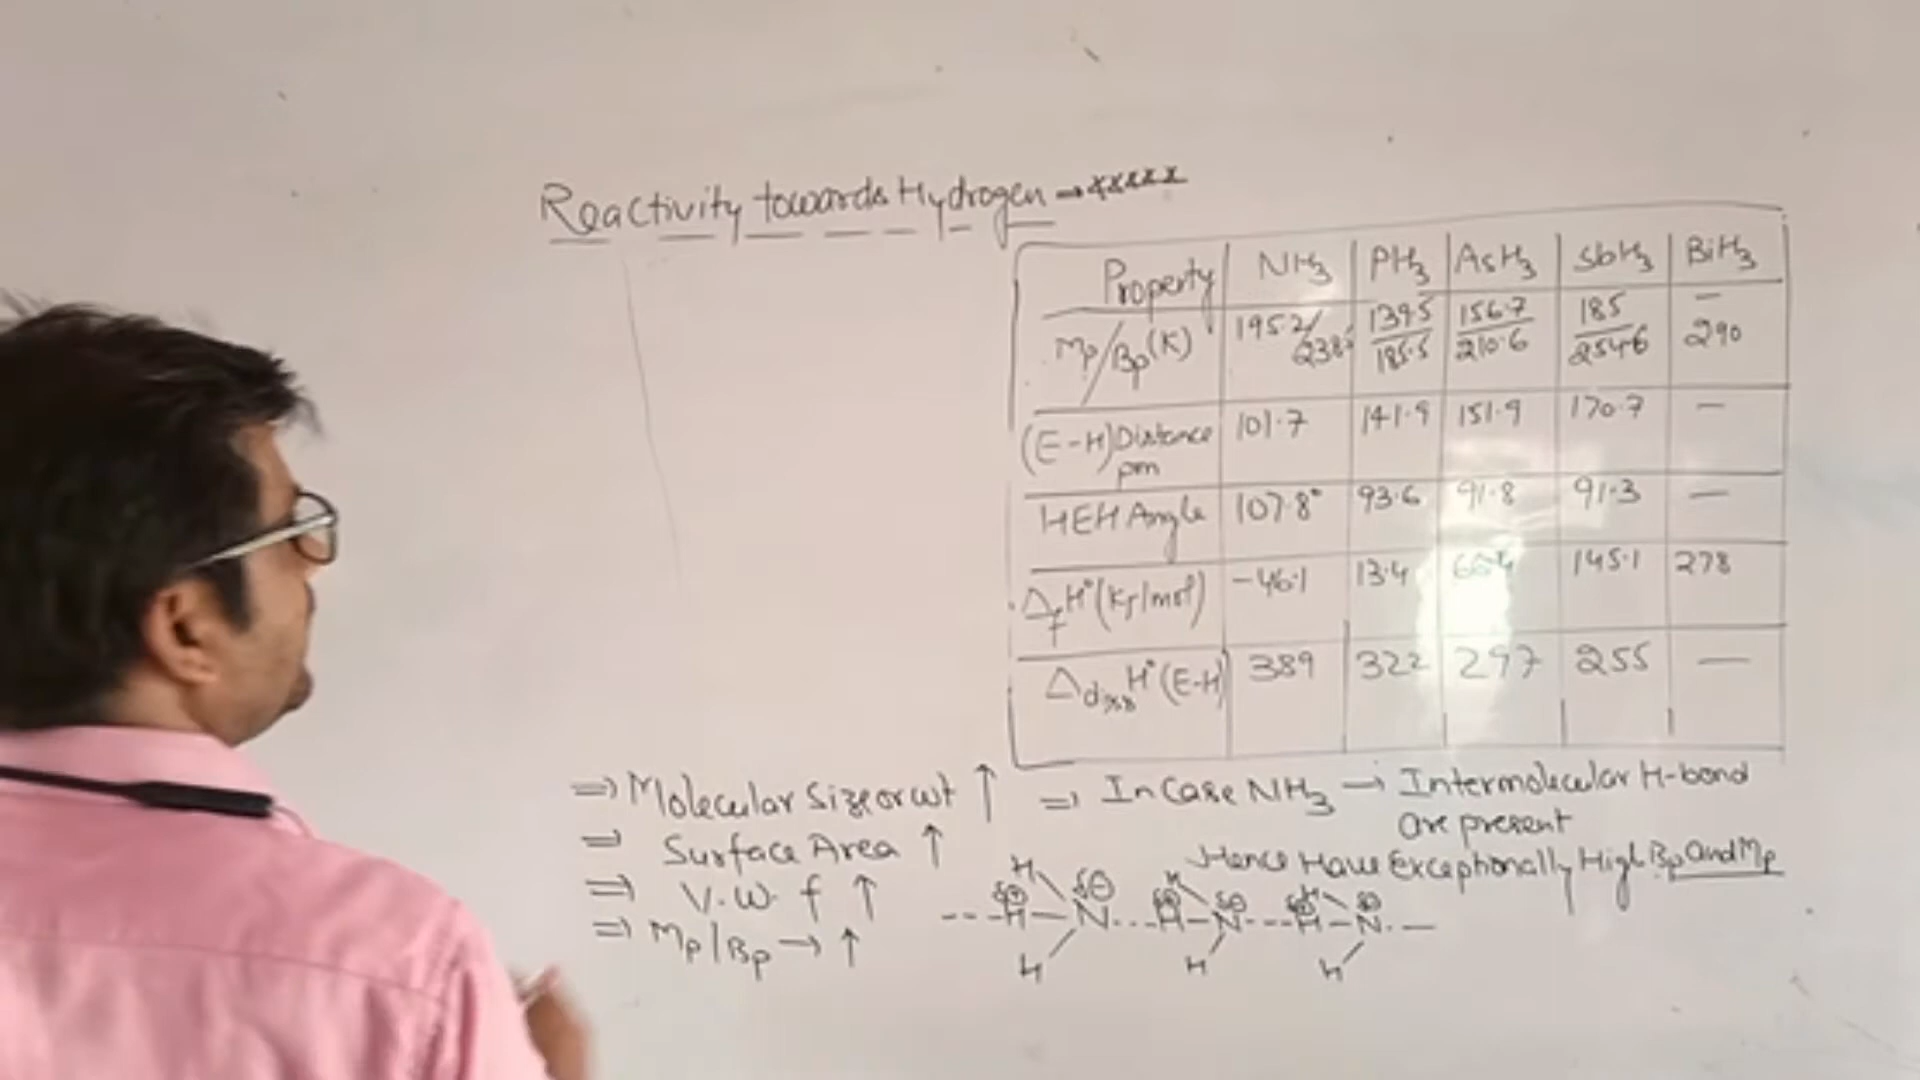 Reactivity towards Hydrogen → xxxxx
Property NH3 PH3 AsH3 SbH3 BiH3
Mp/Bp (K) 195.2/238. 139.5/185.5 156.7/210.6 185/254.6 — 290
(E-H) Distance pm 101.7 141.9 151.9 170.7 —
HEH Angle 107.8° 93.6 91.8 91.3 —
ΔfH° (KJ/mol) -46.1 13.4 145.1 278
ΔdissH° (E-H) 389 322 297 255 —
⇒ Molecular Size or wt ↑
⇒ Surface Area ↑
⇒ V.W. f ↑
⇒ Mp/Bp → ↑
⇒ In Case NH3 → Intermolecular H-bond
are present
Hence Have Exceptionally High Bp and Mp
H δ⊖ H δ⊖ H δ⊖
---H—N...H—N---H—N.—
H H H